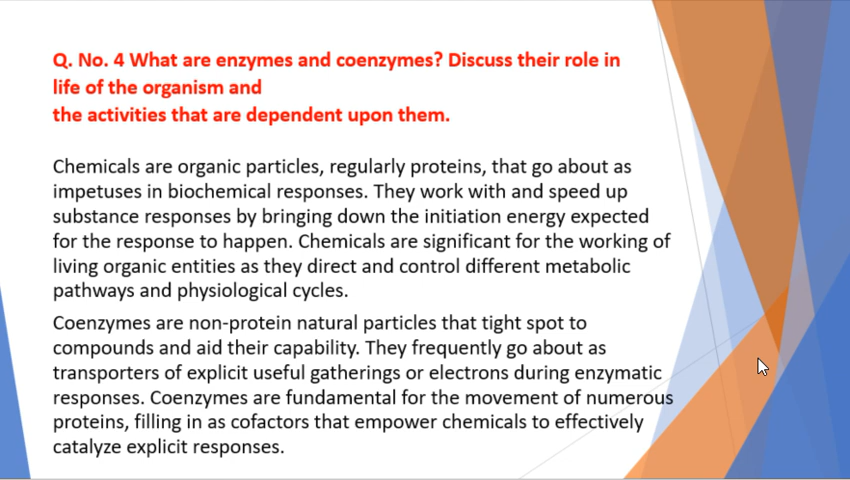 Q. No. 4 What are enzymes and coenzymes? Discuss their role in
life of the organism and
the activities that are dependent upon them.
Chemicals are organic particles, regularly proteins, that go about as
impetuses in biochemical responses. They work with and speed up
substance responses by bringing down the initiation energy expected
for the response to happen. Chemicals are significant for the working of
living organic entities as they direct and control different metabolic
pathways and physiological cycles.
Coenzymes are non-protein natural particles that tight spot to
compounds and aid their capability. They frequently go about as
transporters of explicit useful gatherings or electrons during enzymatic
responses. Coenzymes are fundamental for the movement of numerous
proteins, filling in as cofactors that empower chemicals to effectively
catalyze explicit responses.